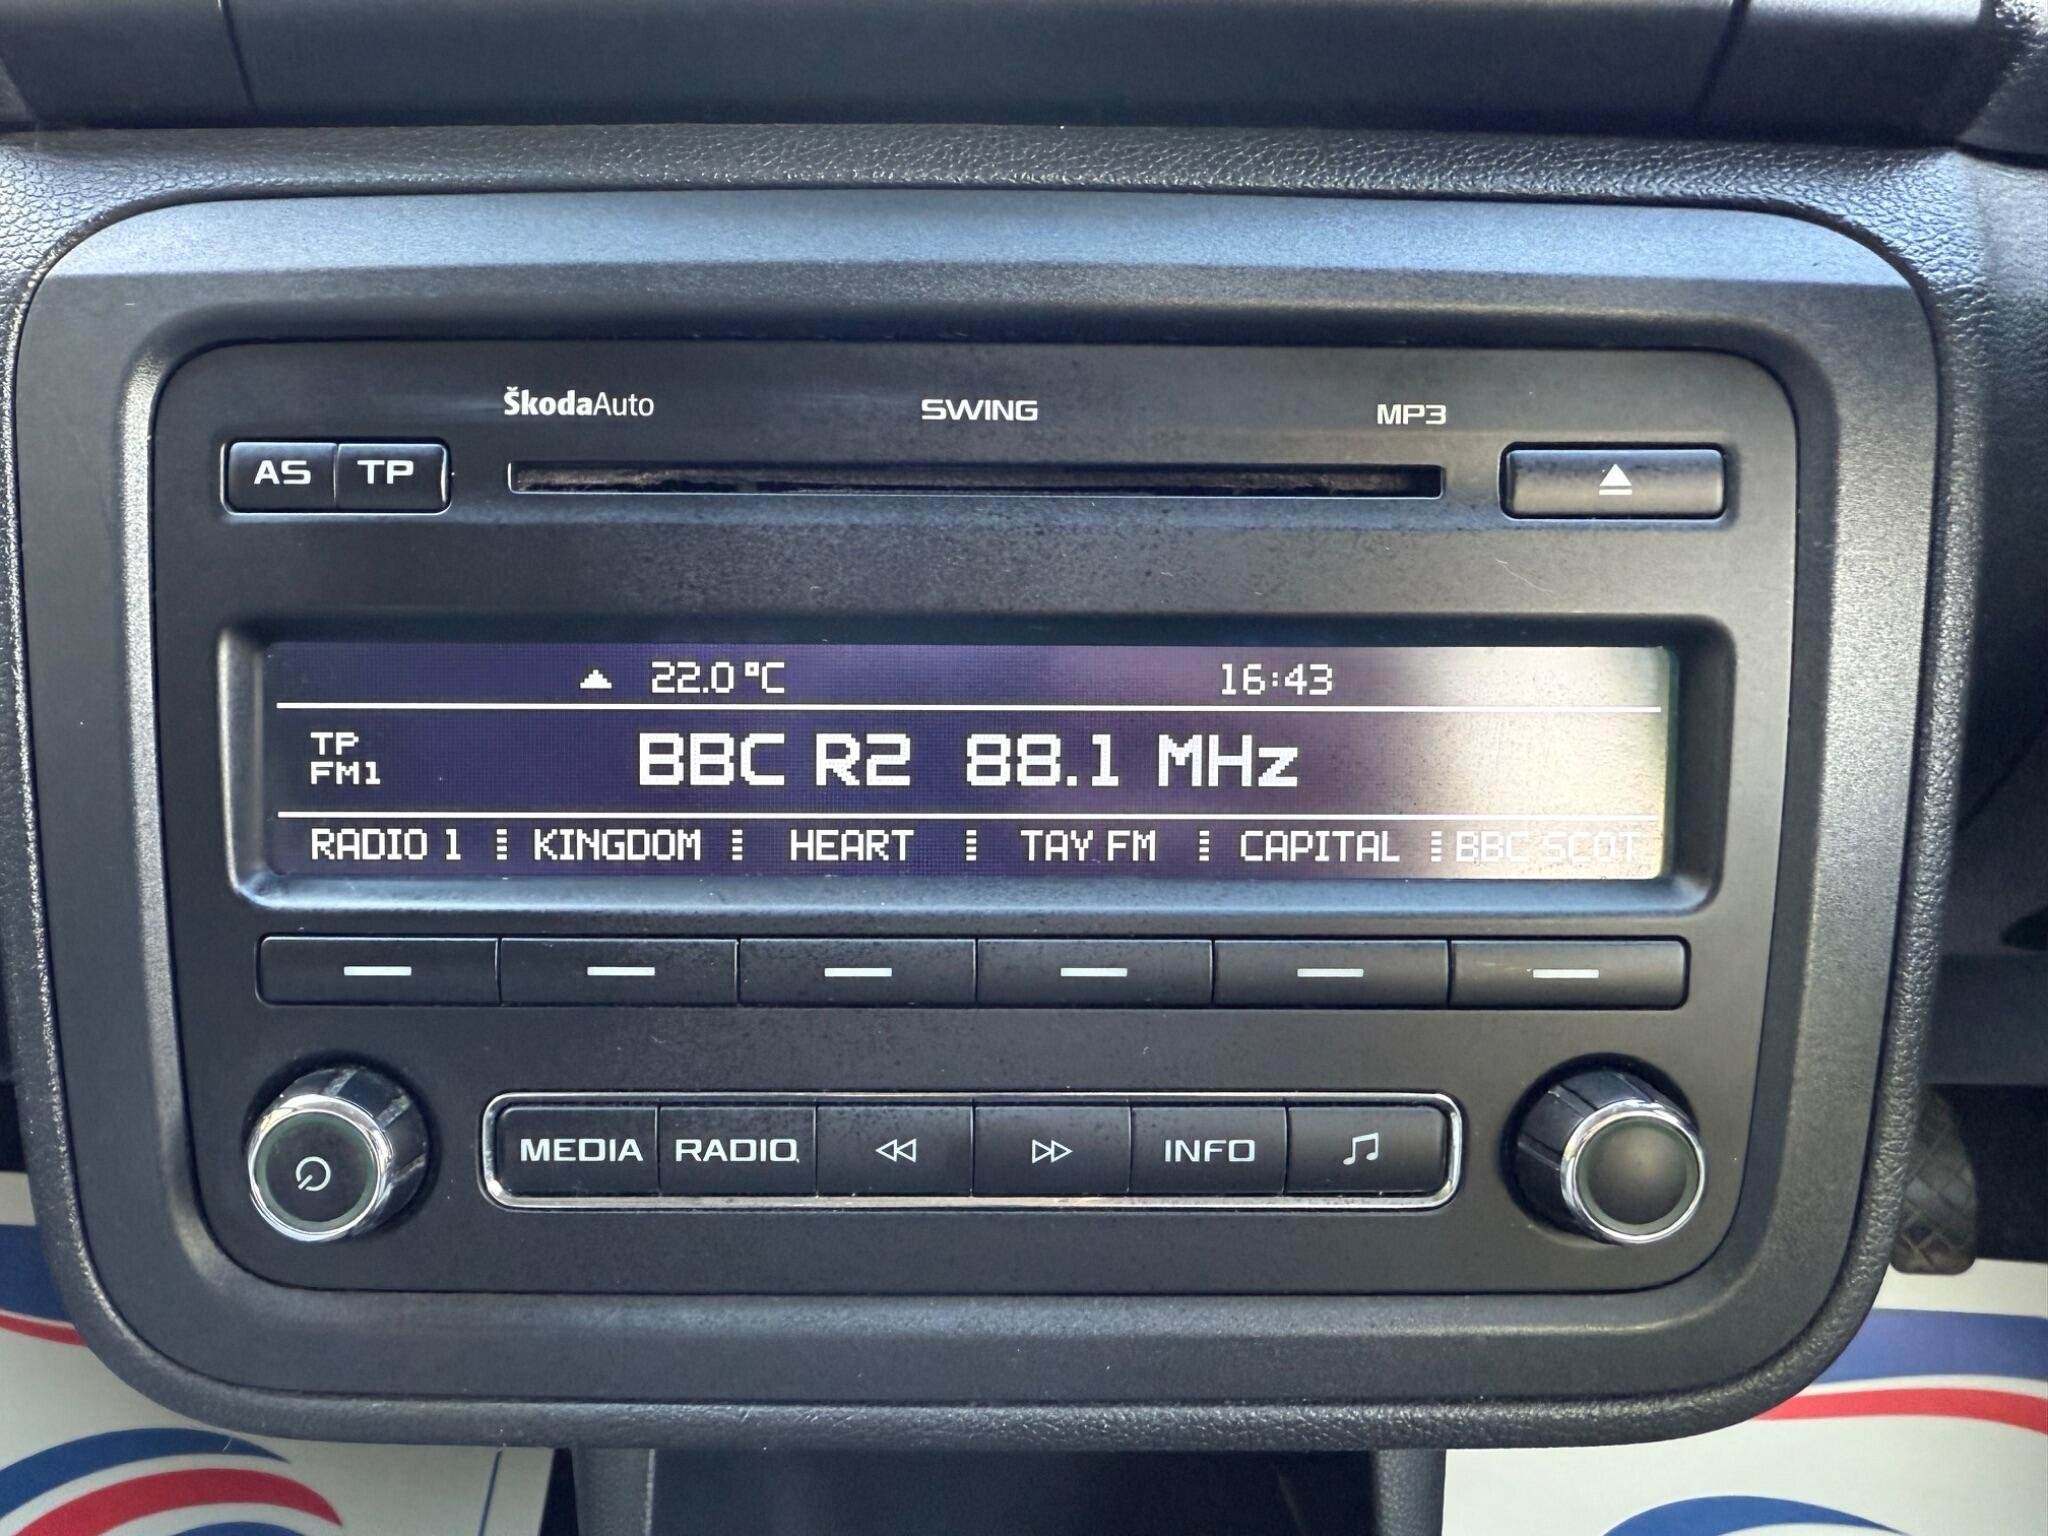 ŠkodaAuto SWING MP3
AS TP
22.0°C 16:43
TP
FM1
BBC R2 88.1 MHz
RADIO 1 KINGDOM HEART TAY FM CAPITAL BBC SCOT
MEDIA RADIO INFO